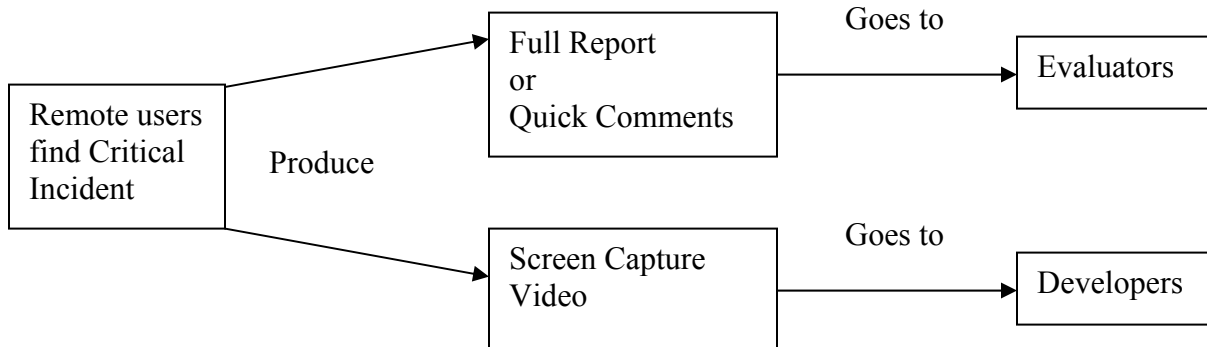 Remote users
find Critical
Incident
Produce
Full Report
or
Quick Comments
Goes to
Evaluators
Screen Capture
Video
Goes to
Developers